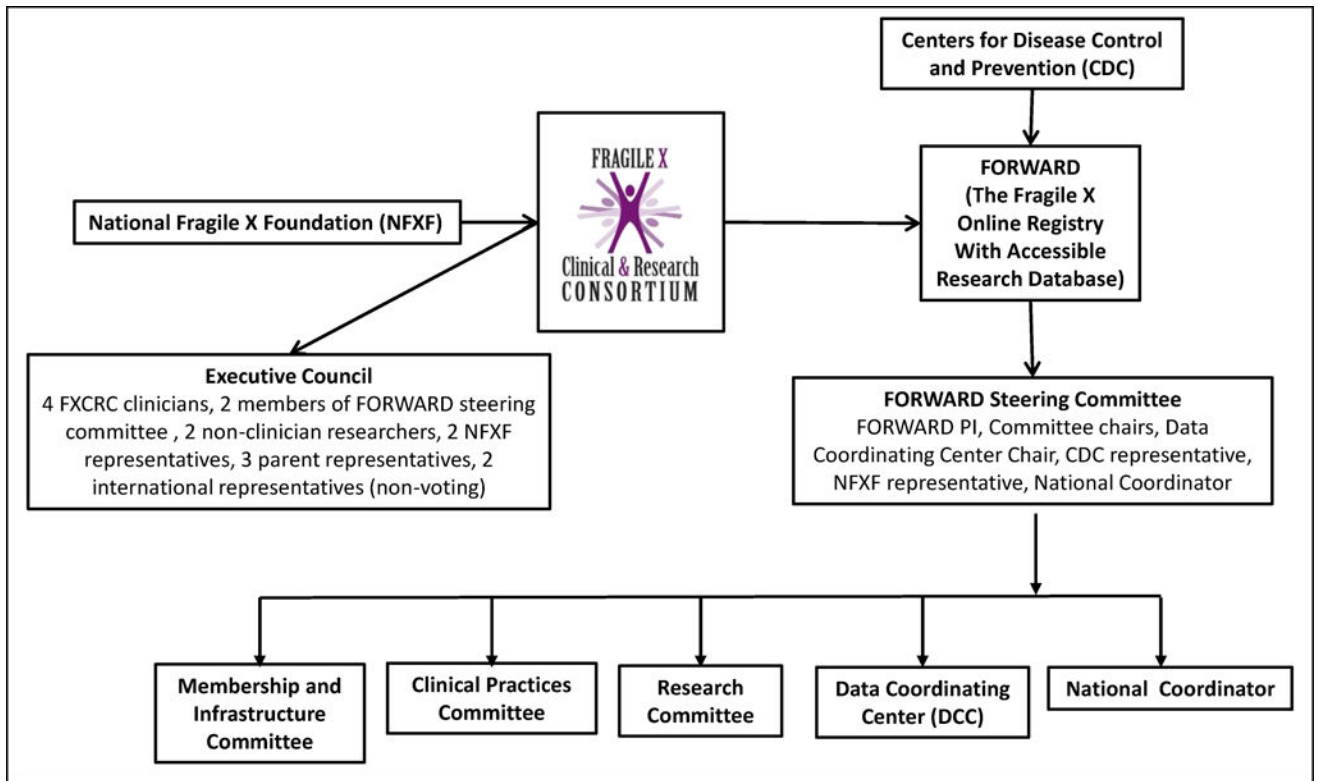 Centers for Disease Control
and Prevention (CDC)
FRAGILE X
Clinical & Research
CONSORTIUM
National Fragile X Foundation (NFXF)
FORWARD
(The Fragile X
Online Registry
With Accessible
Research Database)
Executive Council
4 FXCRC clinicians, 2 members of FORWARD steering
committee , 2 non-clinician researchers, 2 NFXF
representatives, 3 parent representatives, 2
international representatives (non-voting)
FORWARD Steering Committee
FORWARD PI, Committee chairs, Data
Coordinating Center Chair, CDC representative,
NFXF representative, National Coordinator
Membership and
Infrastructure
Committee
Clinical Practices
Committee
Research
Committee
Data Coordinating
Center (DCC)
National Coordinator